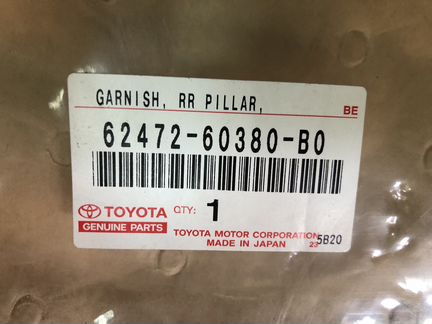 GARNISH, RR PILLAR,
BE
62472-60380-B0
TOYOTA QTY: 1
GENUINE PARTS
TOYOTA MOTOR CORPORATION
MADE IN JAPAN 23 5B20